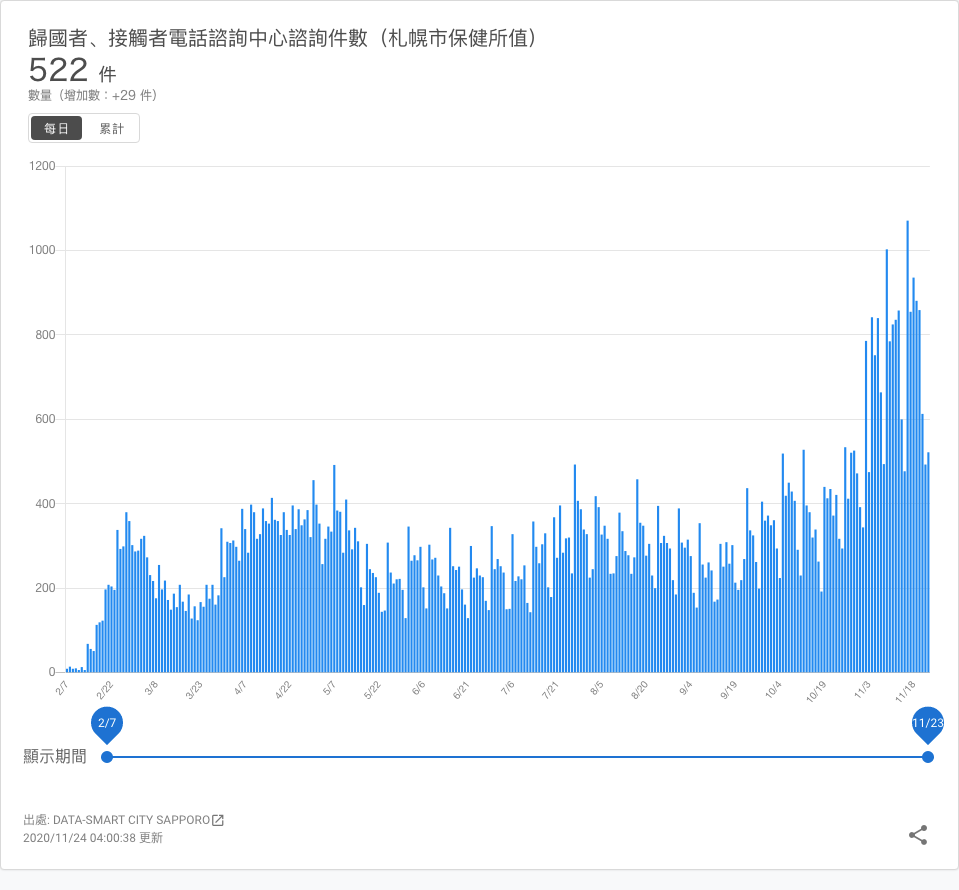 歸國者、接觸者電話諮詢中心諮詢件數（札幌市保健所值）
522 件
數量（增加數：+29 件）
每日 累計
1200
1000
800
600
400
200
0
2/7 2/22 3/8 3/23 4/7 4/22 5/7 5/22 6/6 6/21 7/6 7/21 8/5 8/20 9/4 9/19 10/4 10/19 11/3 11/18
2/7 11/23
顯示期間
出處: DATA-SMART CITY SAPPORO
2020/11/24 04:00:38 更新